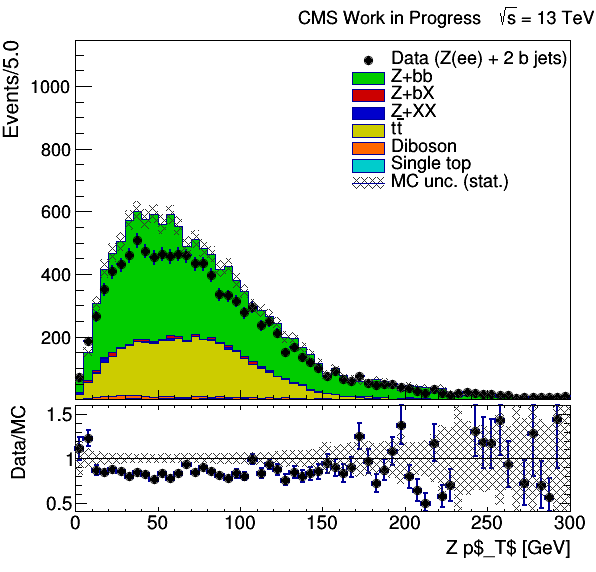 CMS Work in Progress √s = 13 TeV
Events/5.0
1000
800
600
400
200
Data (Z(ee) + 2 b jets)
Z+bb
Z+bX
Z+XX
tt̄
Diboson
Single top
MC unc. (stat.)
Data/MC
1.5
1
0.5
0 50 100 150 200 250 300
Z p$_T$ [GeV]